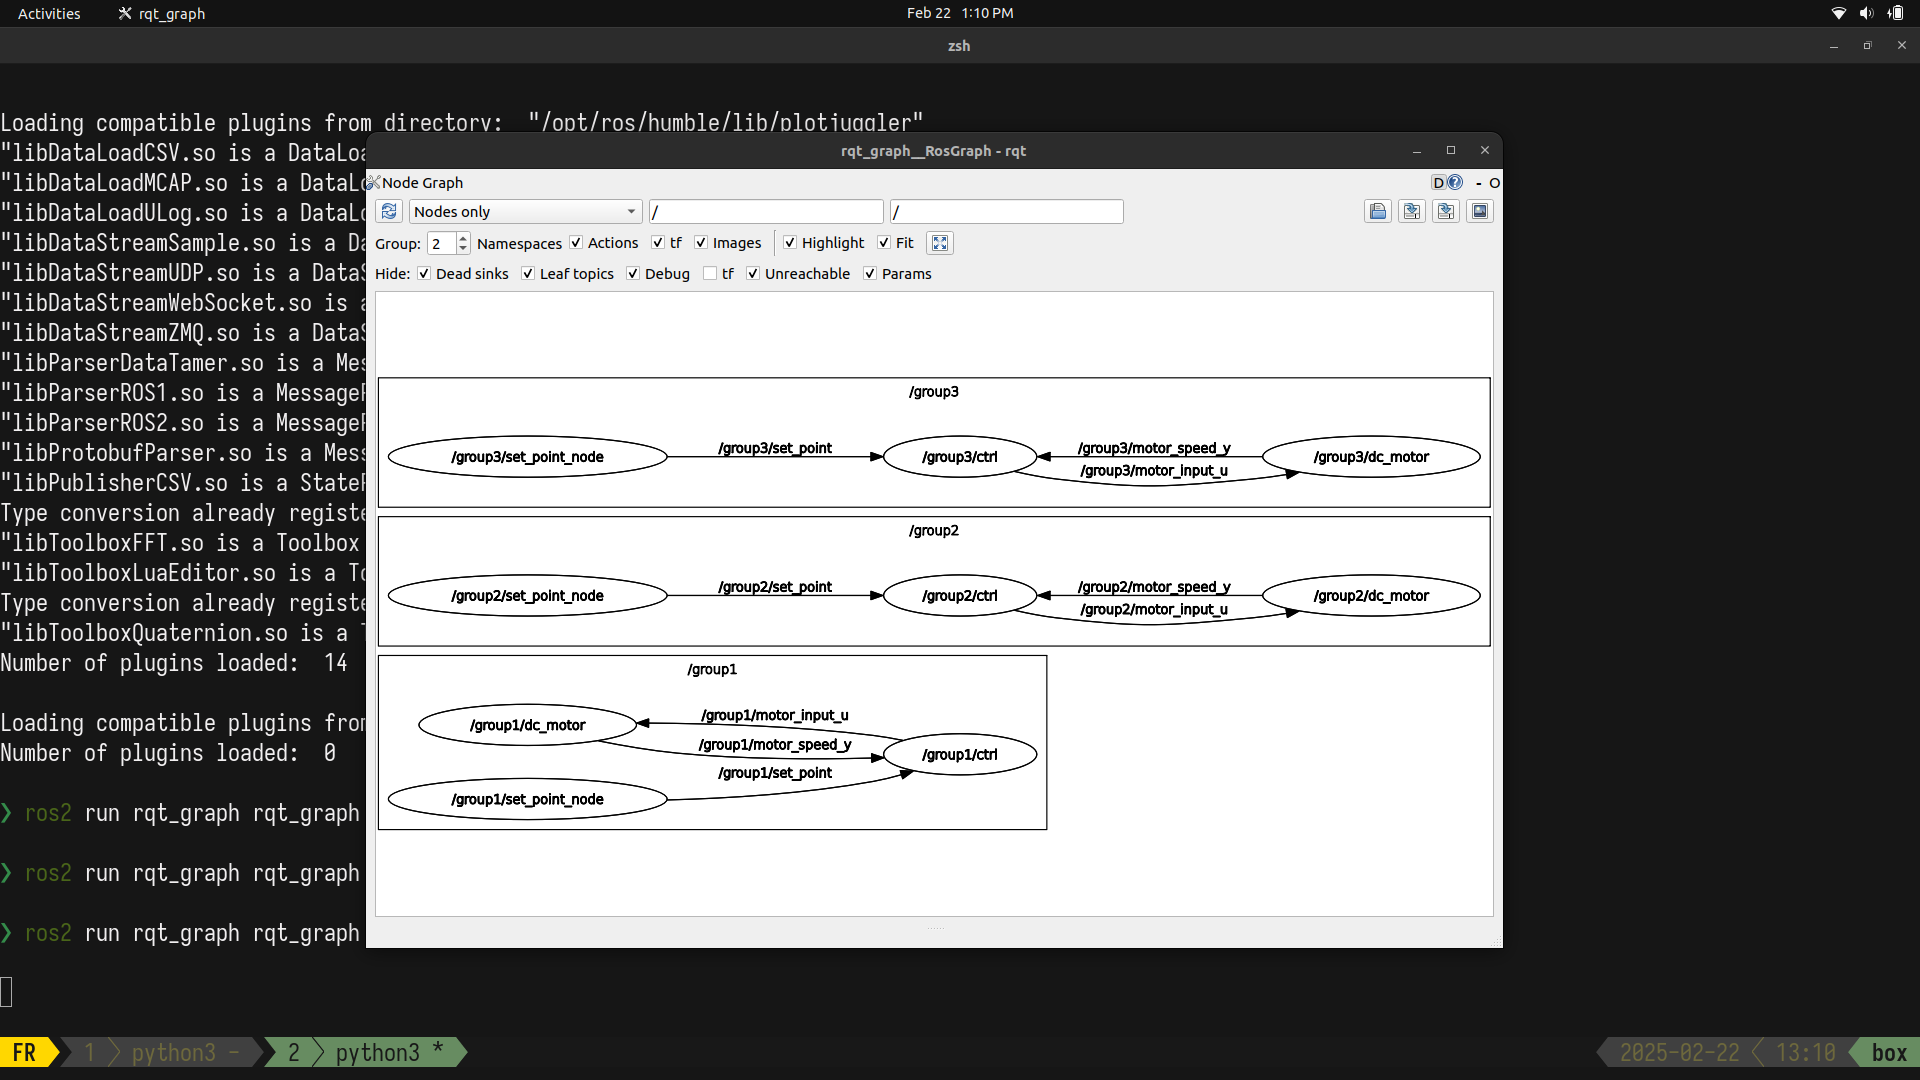 Activities
rqt_graph
Feb 22 1:10 PM
zsh
Loading compatible plugins from directory: "/opt/ros/humble/lib/plotjuggler"
"libDataLoadCSV.so is a DataLoa
"libDataLoadMCAP.so is a DataLo
"libDataLoadULog.so is a DataLo
"libDataStreamSample.so is a Da
"libDataStreamUDP.so is a DataS
"libDataStreamWebSocket.so is a
"libDataStreamZMQ.so is a DataS
"libParserDataTamer.so is a Mes
"libParserROS1.so is a MessageP
"libParserROS2.so is a MessageP
"libProtobufParser.so is a Mess
"libPublisherCSV.so is a StateP
Type conversion already registe
"libToolboxFFT.so is a Toolbox
"libToolboxLuaEditor.so is a To
Type conversion already registe
"libToolboxQuaternion.so is a T
Number of plugins loaded: 14
Loading compatible plugins from
Number of plugins loaded: 0
❯ ros2 run rqt_graph rqt_graph
❯ ros2 run rqt_graph rqt_graph
❯ ros2 run rqt_graph rqt_graph
rqt_graph__RosGraph - rqt
Node Graph
D - O
Nodes only / /
Group: 2 Namespaces Actions tf Images Highlight Fit
Hide: Dead sinks Leaf topics Debug tf Unreachable Params
/group3
/group3/set_point_node
/group3/set_point
/group3/ctrl
/group3/motor_speed_y
/group3/motor_input_u
/group3/dc_motor
/group2
/group2/set_point_node
/group2/set_point
/group2/ctrl
/group2/motor_speed_y
/group2/motor_input_u
/group2/dc_motor
/group1
/group1/dc_motor
/group1/motor_input_u
/group1/motor_speed_y
/group1/set_point
/group1/ctrl
/group1/set_point_node
FR 1 python3 - 2 python3 *
2025-02-22 13:10 box